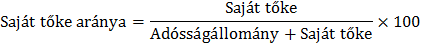 Saját tőke aránya = Saját tőke / Adósságállomány + Saját tőke × 100